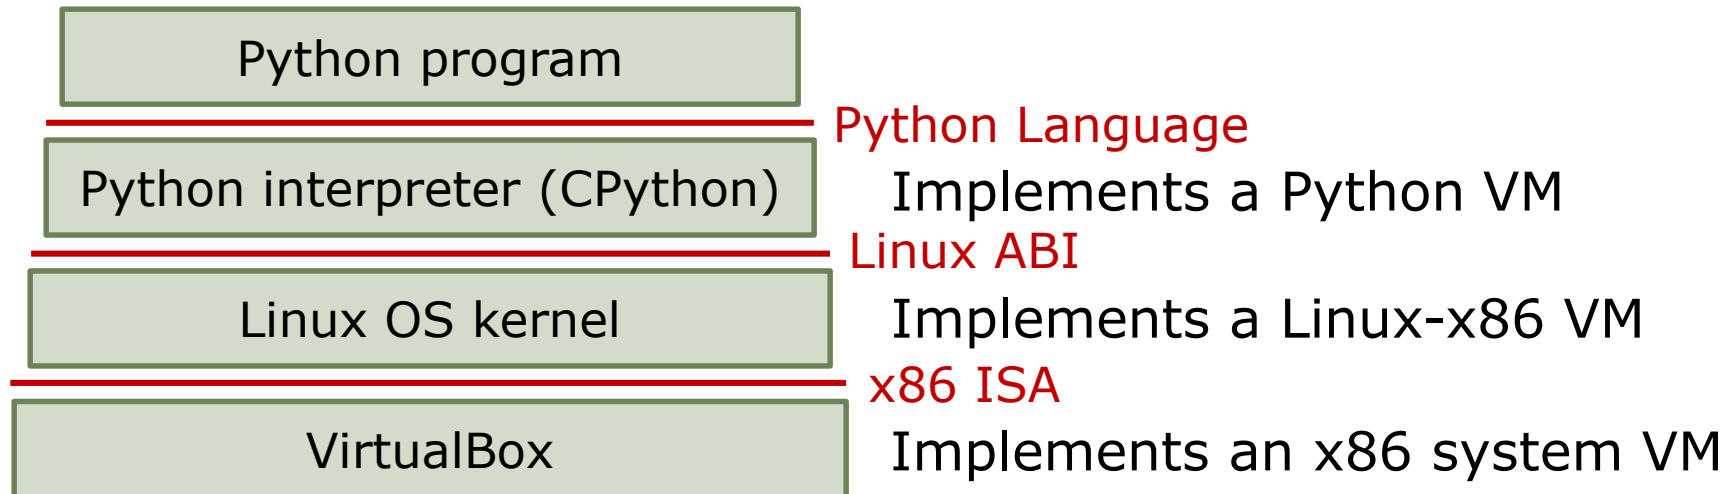 Python program
Python Language
Python interpreter (CPython)
Implements a Python VM
Linux ABI
Linux OS kernel
Implements a Linux-x86 VM
x86 ISA
VirtualBox
Implements an x86 system VM